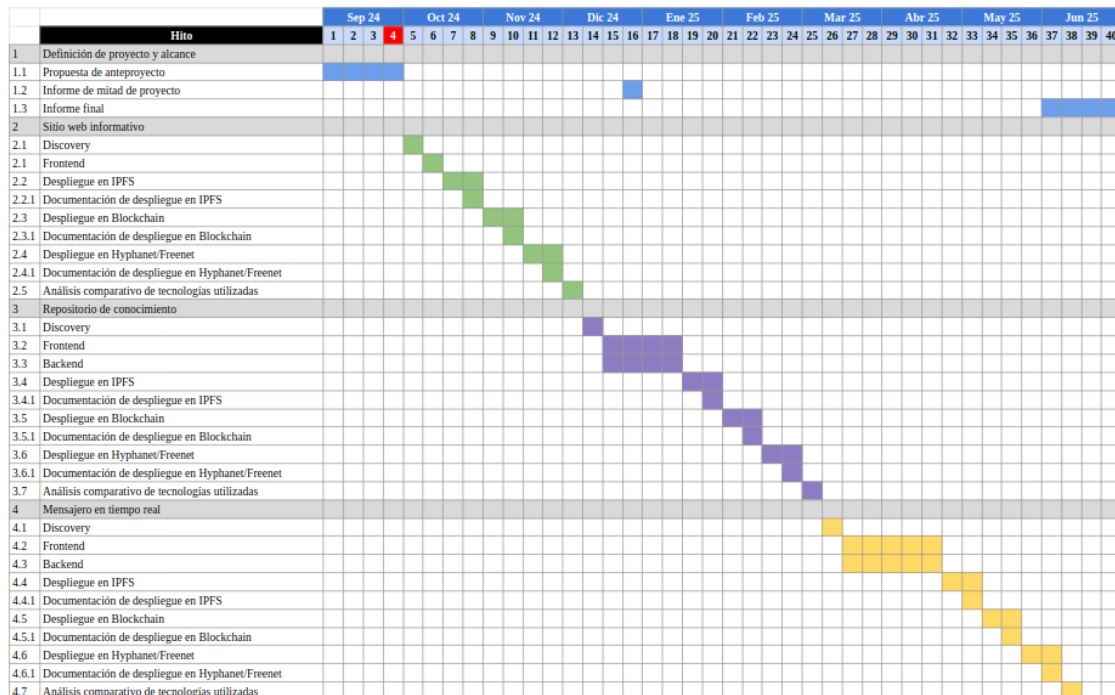 Sep 24 Oct 24 Nov 24 Dic 24 Ene 25 Feb 25 Mar 25 Abr 25 May 25 Jun 25
Hito 1 2 3 4 5 6 7 8 9 10 11 12 13 14 15 16 17 18 19 20 21 22 23 24 25 26 27 28 29 30 31 32 33 34 35 36 37 38 39 40
1 Definición de proyecto y alcance
1.1 Propuesta de anteproyecto
1.2 Informe de mitad de proyecto
1.3 Informe final
2 Sitio web informativo
2.1 Discovery
2.1 Frontend
2.2 Despliegue en IPFS
2.2.1 Documentación de despliegue en IPFS
2.3 Despliegue en Blockchain
2.3.1 Documentación de despliegue en Blockchain
2.4 Despliegue en Hyphanet/Freenet
2.4.1 Documentación de despliegue en Hyphanet/Freenet
2.5 Análisis comparativo de tecnologías utilizadas
3 Repositorio de conocimiento
3.1 Discovery
3.2 Frontend
3.3 Backend
3.4 Despliegue en IPFS
3.4.1 Documentación de despliegue en IPFS
3.5 Despliegue en Blockchain
3.5.1 Documentación de despliegue en Blockchain
3.6 Despliegue en Hyphanet/Freenet
3.6.1 Documentación de despliegue en Hyphanet/Freenet
3.7 Análisis comparativo de tecnologías utilizadas
4 Mensajero en tiempo real
4.1 Discovery
4.2 Frontend
4.3 Backend
4.4 Despliegue en IPFS
4.4.1 Documentación de despliegue en IPFS
4.5 Despliegue en Blockchain
4.5.1 Documentación de despliegue en Blockchain
4.6 Despliegue en Hyphanet/Freenet
4.6.1 Documentación de despliegue en Hyphanet/Freenet
4.7 Análisis comparativo de tecnologías utilizadas